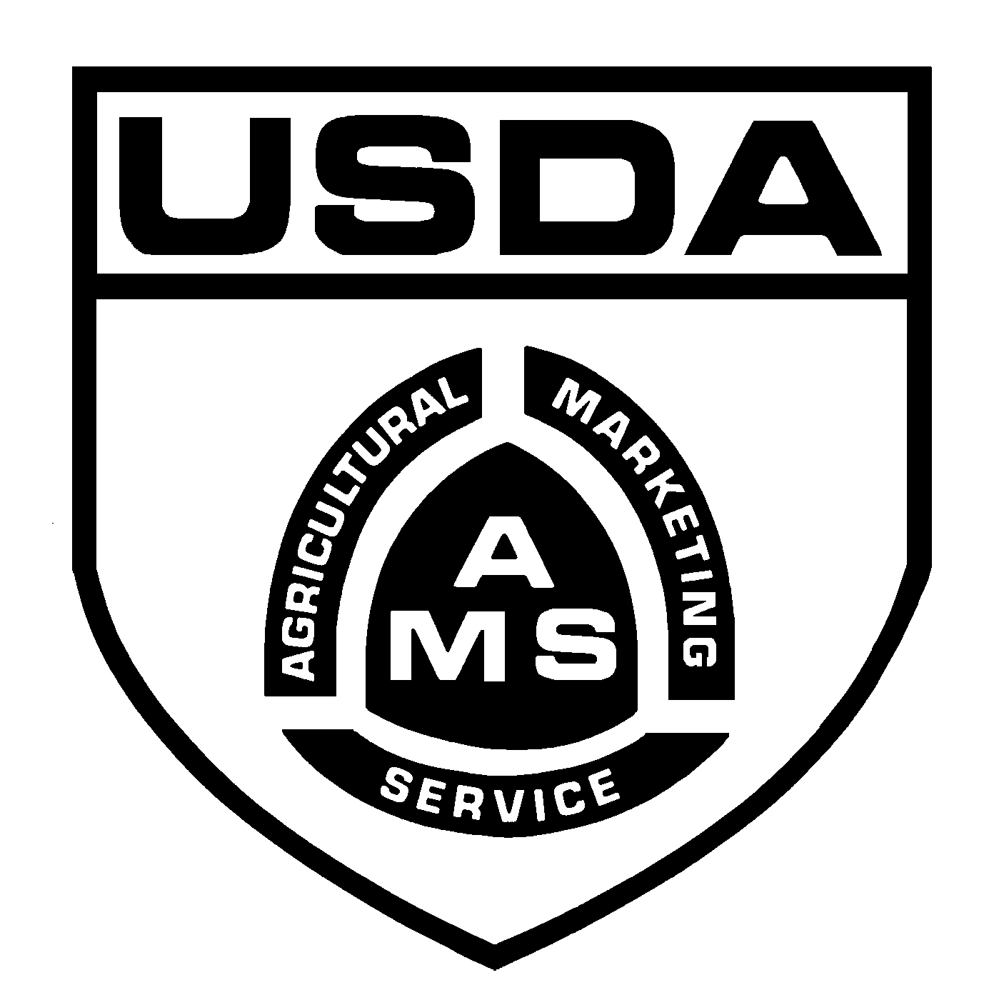 USDA
AGRICULTURAL
MARKETING
A
MS
SERVICE